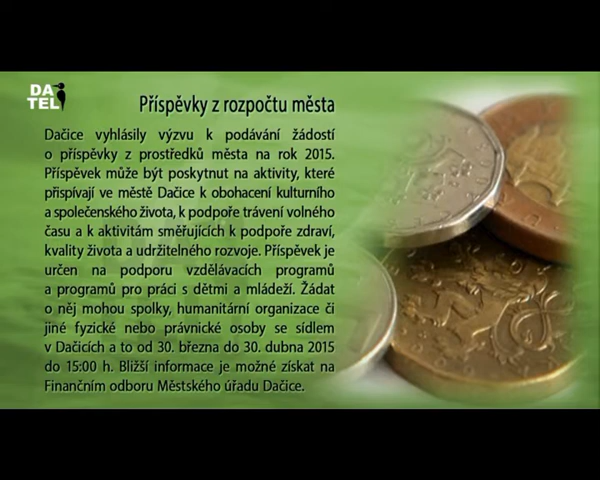 DA
TEL
Příspěvky z rozpočtu města
Dačice vyhlásily výzvu k podávání žádostí
o příspěvky z prostředků města na rok 2015.
Příspěvek může být poskytnut na aktivity, které
přispívají ve městě Dačice k obohacení kulturního
a společenského života, k podpoře trávení volného
času a k aktivitám směřujících k podpoře zdraví,
kvality života a udržitelného rozvoje. Příspěvek je
určen na podporu vzdělávacích programů
a programů pro práci s dětmi a mládeží. Žádat
o něj mohou spolky, humanitární organizace či
jiné fyzické nebo právnické osoby se sídlem
v Dačicích a to od 30. března do 30. dubna 2015
do 15:00 h. Bližší informace je možné získat na
Finančním odboru Městského úřadu Dačice.